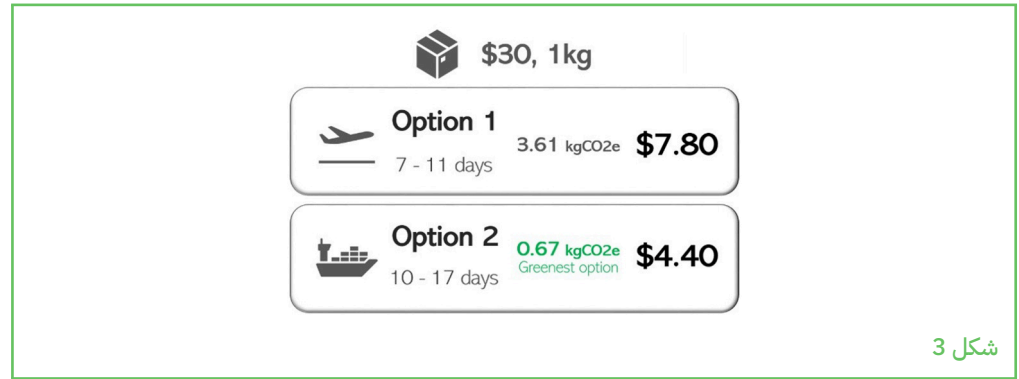 $30, 1kg
Option 1
7 - 11 days
3.61 kgCO2e
$7.80
Option 2
10 - 17 days
0.67 kgCO2e
Greenest option
$4.40
شكل 3